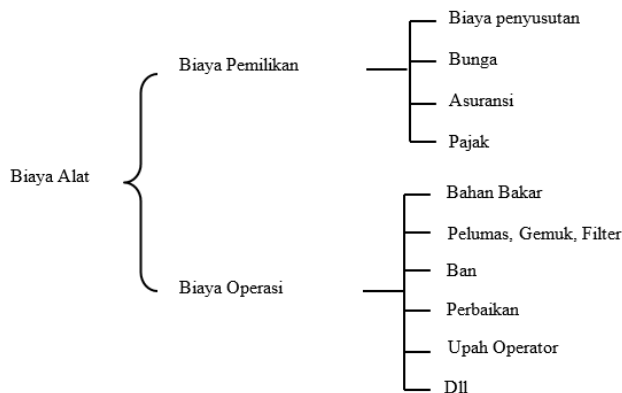 Biaya Alat
Biaya Pemilikan
Biaya penyusutan
Bunga
Asuransi
Pajak
Biaya Operasi
Bahan Bakar
Pelumas, Gemuk, Filter
Ban
Perbaikan
Upah Operator
Dll